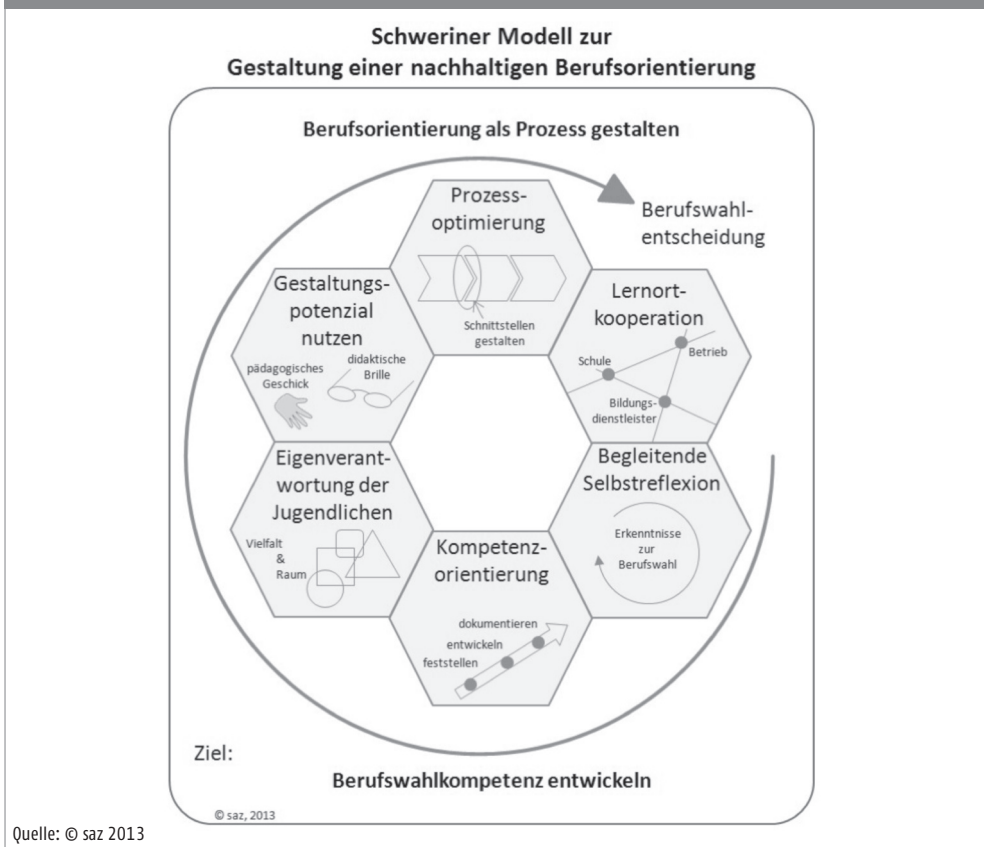 Schweriner Modell zur
Gestaltung einer nachhaltigen Berufsorientierung
Berufsorientierung als Prozess gestalten
Prozess-
optimierung
Schnittstellen
gestalten
Berufswahl-
entscheidung
Gestaltungs-
potenzial
nutzen
pädagogisches
Geschick
didaktische
Brille
Lernort-
kooperation
Schule
Betrieb
Bildungs-
dienstleister
Eigenverant-
wortung der
Jugendlichen
Vielfalt
&
Raum
Begleitende
Selbstreflexion
Erkenntnisse
zur
Berufswahl
Kompetenz-
orientierung
dokumentieren
entwickeln
feststellen
Ziel:
Berufswahlkompetenz entwickeln
© saz, 2013
Quelle: © saz 2013